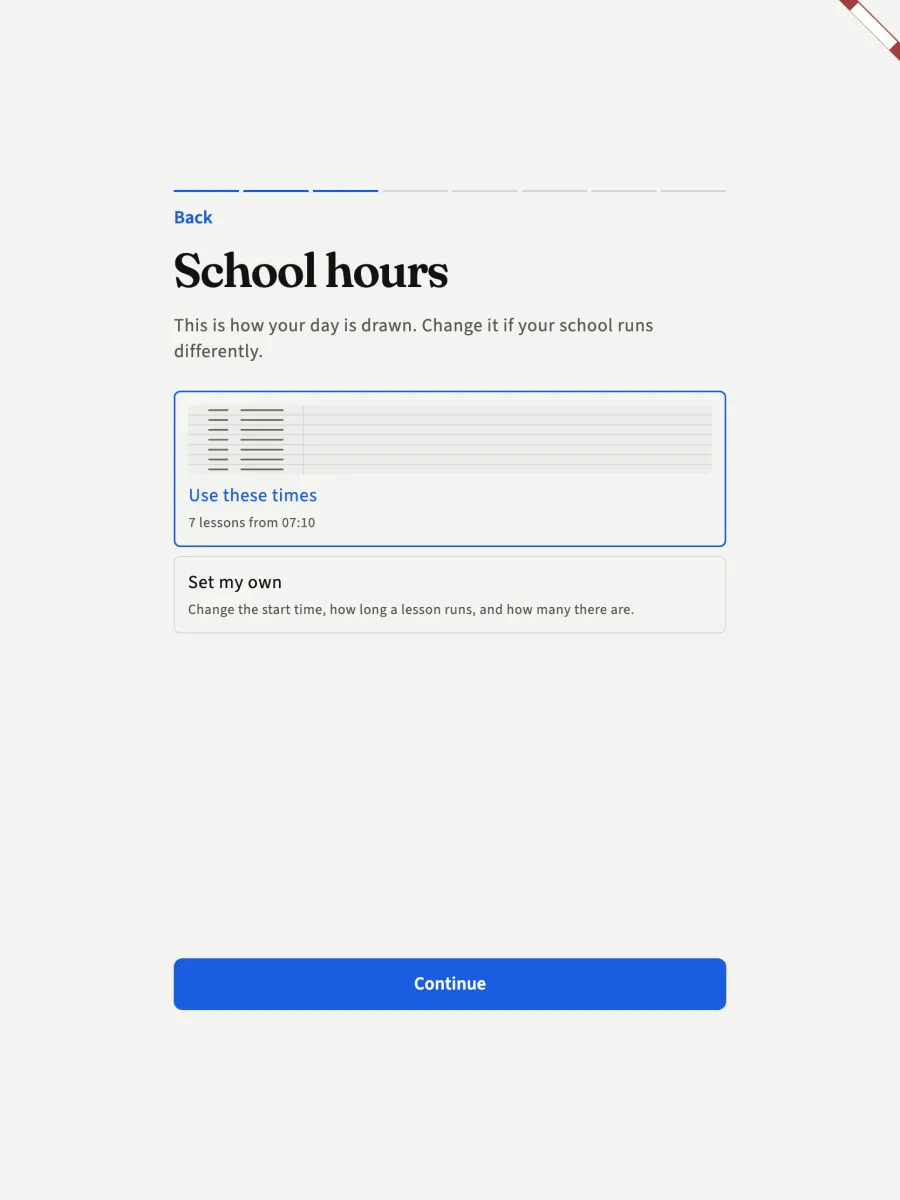 Back
School hours
This is how your day is drawn. Change it if your school runs
differently.
Use these times
7 lessons from 07:10
Set my own
Change the start time, how long a lesson runs, and how many there are.
Continue